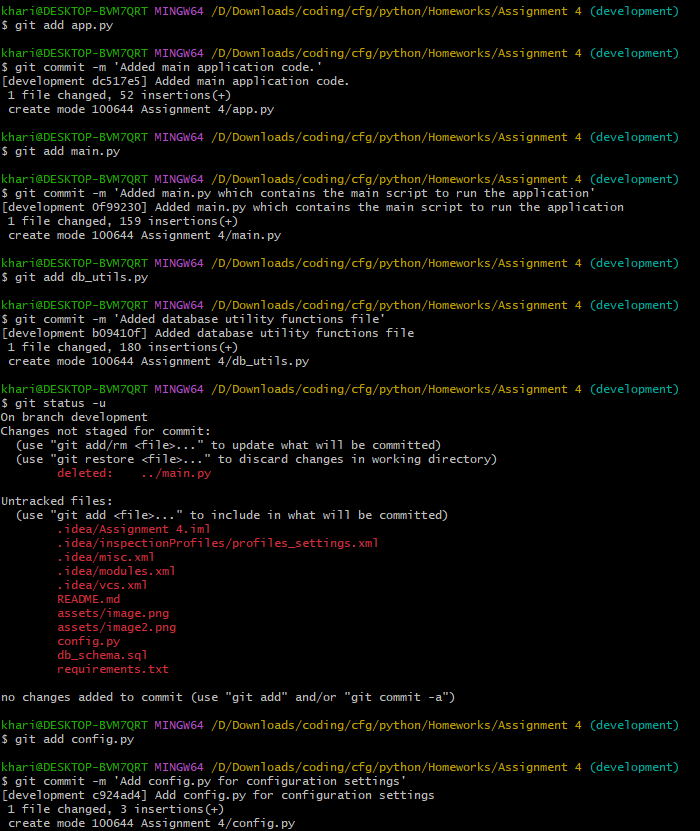 khari@DESKTOP-BVM7QRT MINGW64 /D/Downloads/coding/cfg/python/Homeworks/Assignment 4 (development)
$ git add app.py
khari@DESKTOP-BVM7QRT MINGW64 /D/Downloads/coding/cfg/python/Homeworks/Assignment 4 (development)
$ git commit -m 'Added main application code.'
[development dc517e5] Added main application code.
 1 file changed, 52 insertions(+)
 create mode 100644 Assignment 4/app.py
khari@DESKTOP-BVM7QRT MINGW64 /D/Downloads/coding/cfg/python/Homeworks/Assignment 4 (development)
$ git add main.py
khari@DESKTOP-BVM7QRT MINGW64 /D/Downloads/coding/cfg/python/Homeworks/Assignment 4 (development)
$ git commit -m 'Added main.py which contains the main script to run the application'
[development 0f99230] Added main.py which contains the main script to run the application
 1 file changed, 159 insertions(+)
 create mode 100644 Assignment 4/main.py
khari@DESKTOP-BVM7QRT MINGW64 /D/Downloads/coding/cfg/python/Homeworks/Assignment 4 (development)
$ git add db_utils.py
khari@DESKTOP-BVM7QRT MINGW64 /D/Downloads/coding/cfg/python/Homeworks/Assignment 4 (development)
$ git commit -m 'Added database utility functions file'
[development b09410f] Added database utility functions file
 1 file changed, 180 insertions(+)
 create mode 100644 Assignment 4/db_utils.py
khari@DESKTOP-BVM7QRT MINGW64 /D/Downloads/coding/cfg/python/Homeworks/Assignment 4 (development)
$ git status -u
On branch development
Changes not staged for commit:
  (use "git add/rm <file>..." to update what will be committed)
  (use "git restore <file>..." to discard changes in working directory)
        deleted:    ../main.py
Untracked files:
  (use "git add <file>..." to include in what will be committed)
        .idea/Assignment 4.iml
        .idea/inspectionProfiles/profiles_settings.xml
        .idea/misc.xml
        .idea/modules.xml
        .idea/vcs.xml
        README.md
        assets/image.png
        assets/image2.png
        config.py
        db_schema.sql
        requirements.txt
no changes added to commit (use "git add" and/or "git commit -a")
khari@DESKTOP-BVM7QRT MINGW64 /D/Downloads/coding/cfg/python/Homeworks/Assignment 4 (development)
$ git add config.py
khari@DESKTOP-BVM7QRT MINGW64 /D/Downloads/coding/cfg/python/Homeworks/Assignment 4 (development)
$ git commit -m 'Add config.py for configuration settings'
[development c924ad4] Add config.py for configuration settings
 1 file changed, 3 insertions(+)
 create mode 100644 Assignment 4/config.py